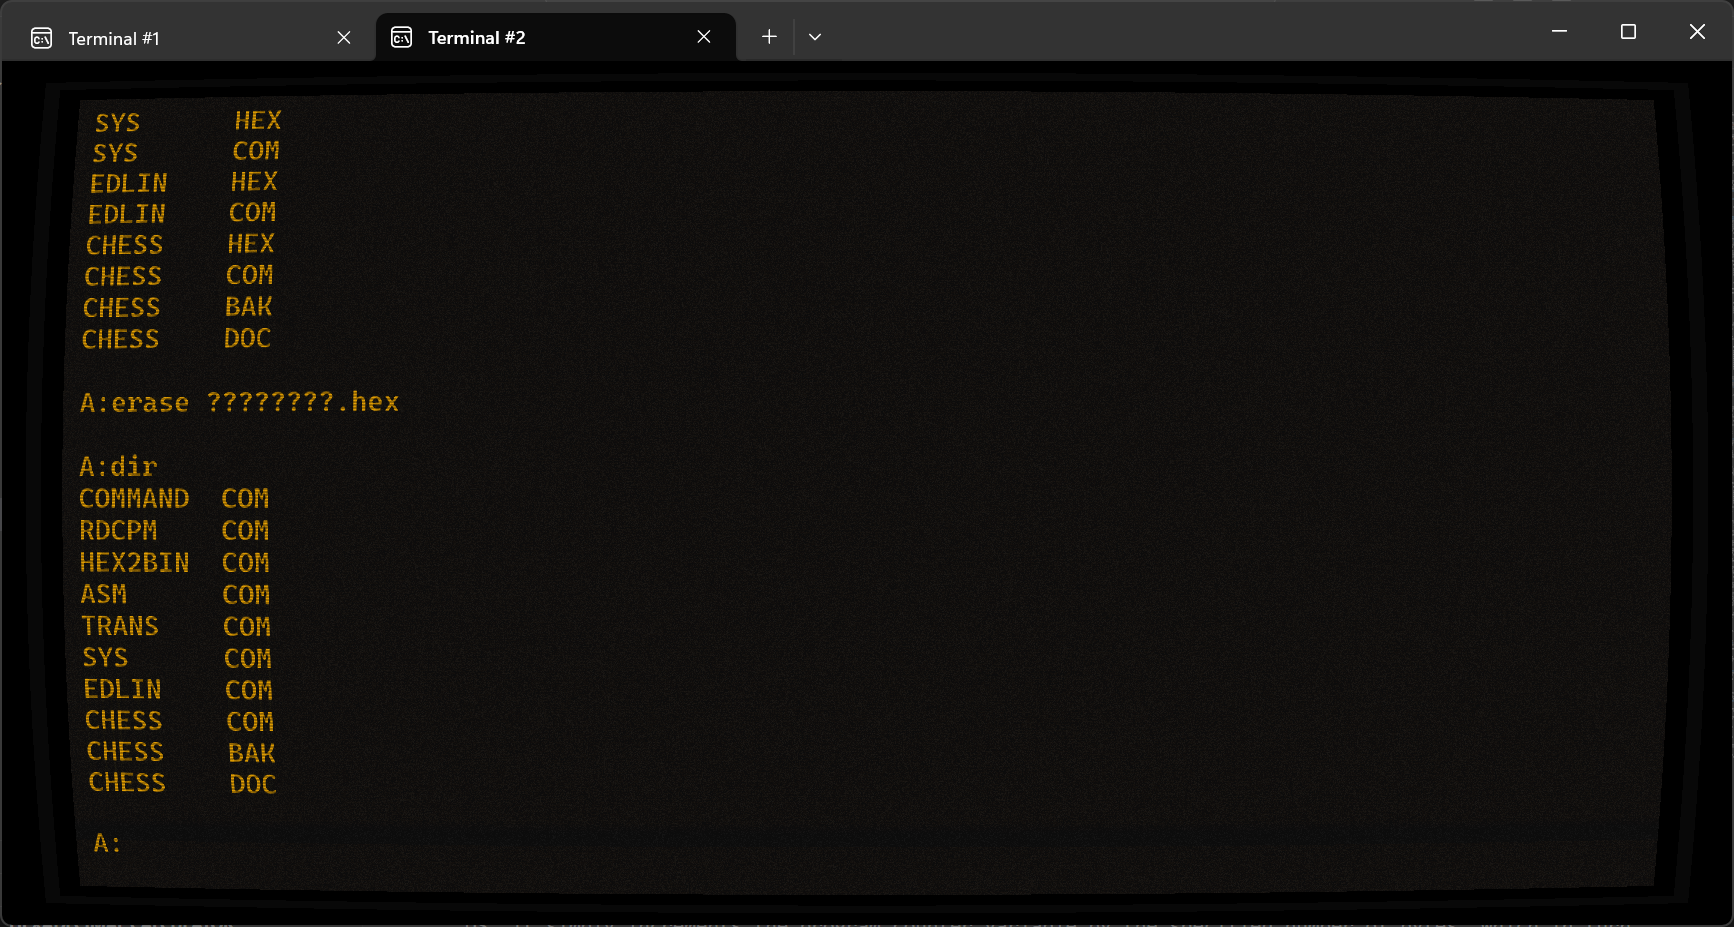 Terminal #1 Terminal #2
SYS HEX
SYS COM
EDLIN HEX
EDLIN COM
CHESS HEX
CHESS COM
CHESS BAK
CHESS DOC
A:erase ????????.hex
A:dir
COMMAND COM
RDCPM COM
HEX2BIN COM
ASM COM
TRANS COM
SYS COM
EDLIN COM
CHESS COM
CHESS BAK
CHESS DOC
A: